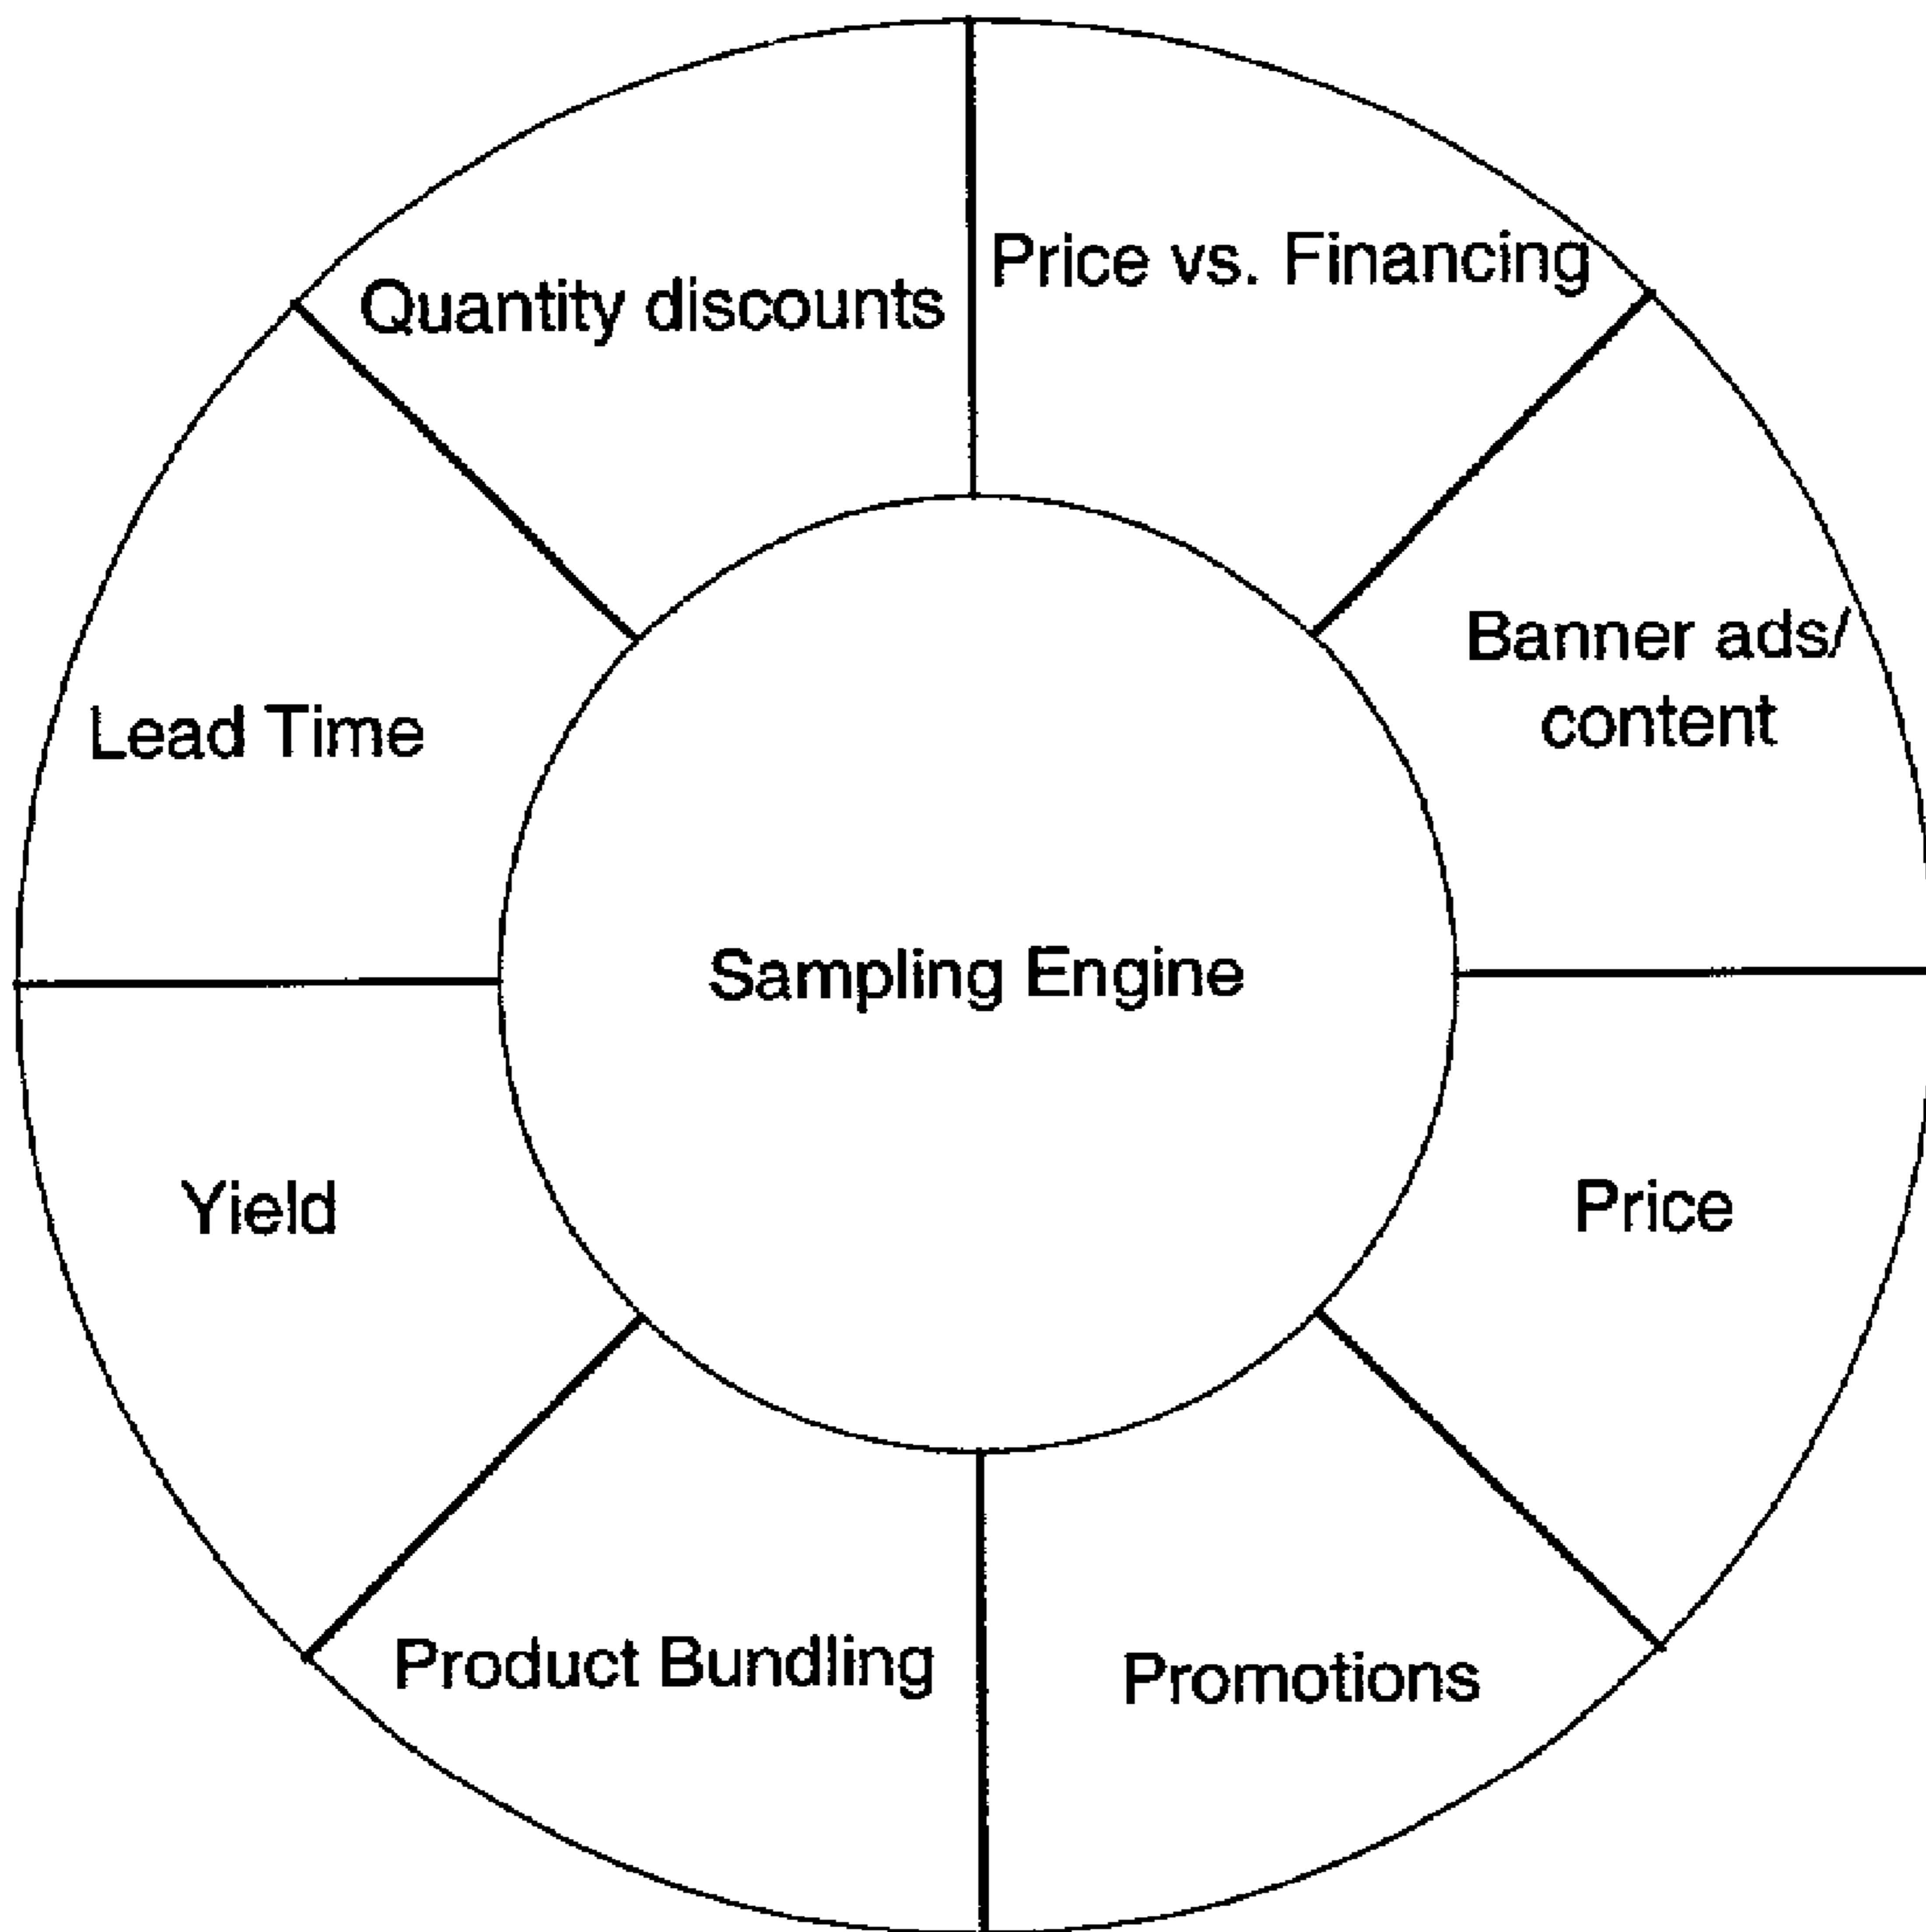 Price vs. Financing
Quantity discounts
Banner ads/
content
Lead Time
Sampling Engine
Yield
Price
Product Bundling
Promotions